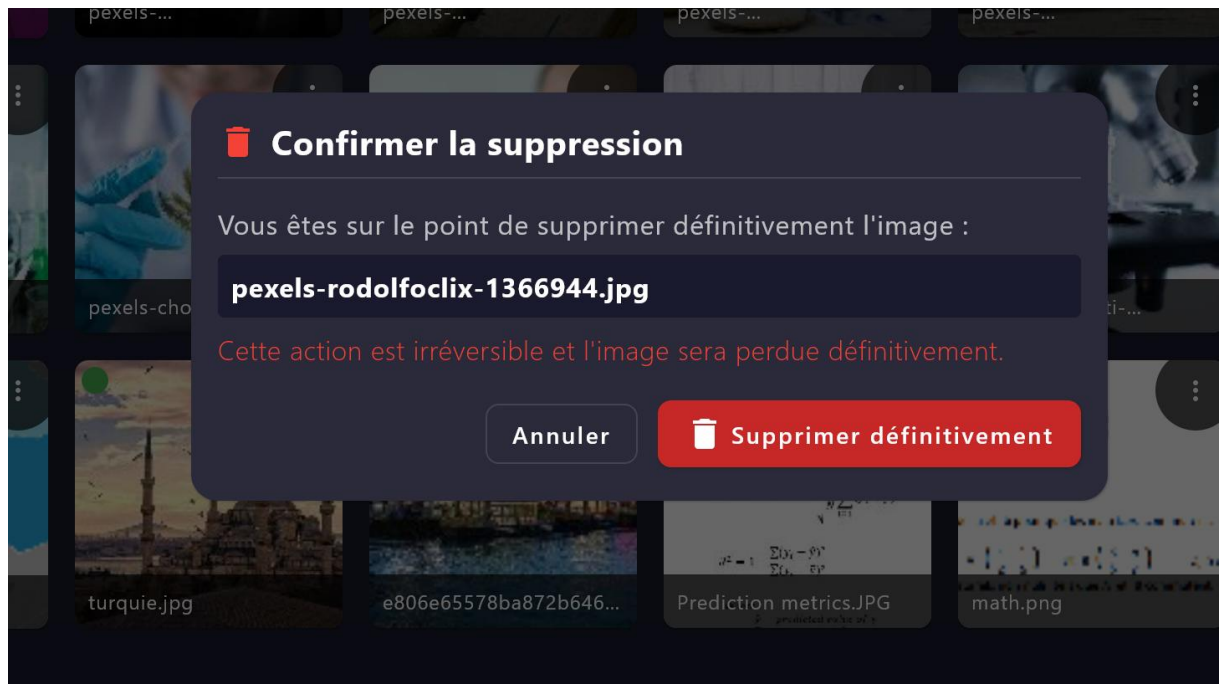 pexels-...
pexels-...
pexels-...
pexels-...
Confirmer la suppression
Vous êtes sur le point de supprimer définitivement l'image :
pexels-rodolfoclix-1366944.jpg
pexels-cho
ti-...
Cette action est irréversible et l'image sera perdue définitivement.
Annuler
Supprimer définitivement
turquie.jpg
e806e65578ba872b646...
Prediction metrics.JPG
math.png